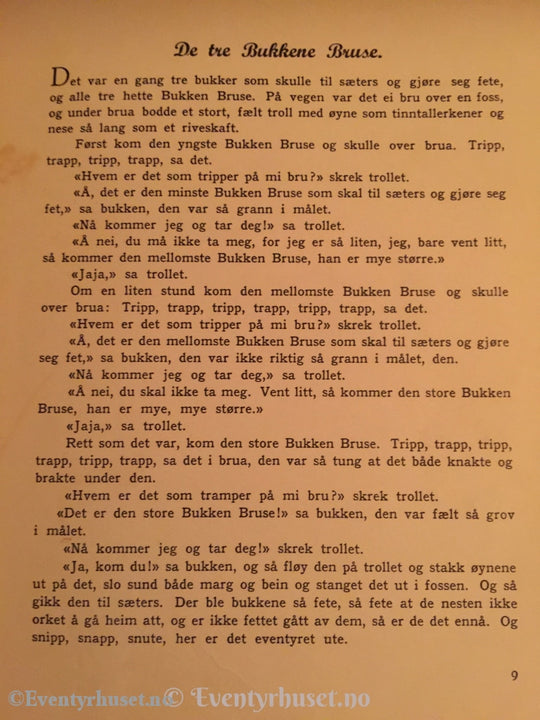 De tre Bukkene Bruse.
Det var en gang tre bukker som skulle til sæters og gjøre seg fete,
og alle tre hette Bukken Bruse. På vegen var det ei bru over en foss,
og under brua bodde et stort, fælt troll med øyne som tinntallerkener og
nese så lang som et riveskaft.
Først kom den yngste Bukken Bruse og skulle over brua. Tripp,
trapp, tripp, trapp, sa det.
«Hvem er det som tripper på mi bru?» skrek trollet.
«Å, det er den minste Bukken Bruse som skal til sæters og gjøre seg
fet,» sa bukken, den var så grann i målet.
«Nå kommer jeg og tar deg!» sa trollet.
«Å nei, du må ikke ta meg, for jeg er så liten, jeg, bare vent litt,
så kommer den mellomste Bukken Bruse, han er mye større.»
«Jaja,» sa trollet.
Om en liten stund kom den mellomste Bukken Bruse og skulle
over brua: Tripp, trapp, tripp, trapp, tripp, trapp, sa det.
«Hvem er det som tripper på mi bru?» skrek trollet.
«Å, det er den mellomste Bukken Bruse som skal til sæters og gjøre
seg fet,» sa bukken, den var ikke riktig så grann i målet, den.
«Nå kommer jeg og tar deg,» sa trollet.
«Å nei, du skal ikke ta meg. Vent litt, så kommer den store Bukken
Bruse, han er mye, mye større.»
«Jaja,» sa trollet.
Rett som det var, kom den store Bukken Bruse. Tripp, trapp, tripp,
trapp, tripp, trapp, sa det i brua, den var så tung at det både knakte og
brakte under den.
«Hvem er det som tramper på mi bru?» skrek trollet.
«Det er den store Bukken Bruse!» sa bukken, den var fælt så grov
i målet.
«Nå kommer jeg og tar deg!» skrek trollet.
«Ja, kom du!» sa bukken, og så fløy den på trollet og stakk øynene
ut på det, slo sund både marg og bein og stanget det ut i fossen. Og så
gikk den til sæters. Der ble bukkene så fete, så fete at de nesten ikke
orket å gå heim att, og er ikke fettet gått av dem, så er de det ennå. Og
snipp, snapp, snute, her er det eventyret ute.
9
©Eventyrhuset.no
© Eventyrhuset.no